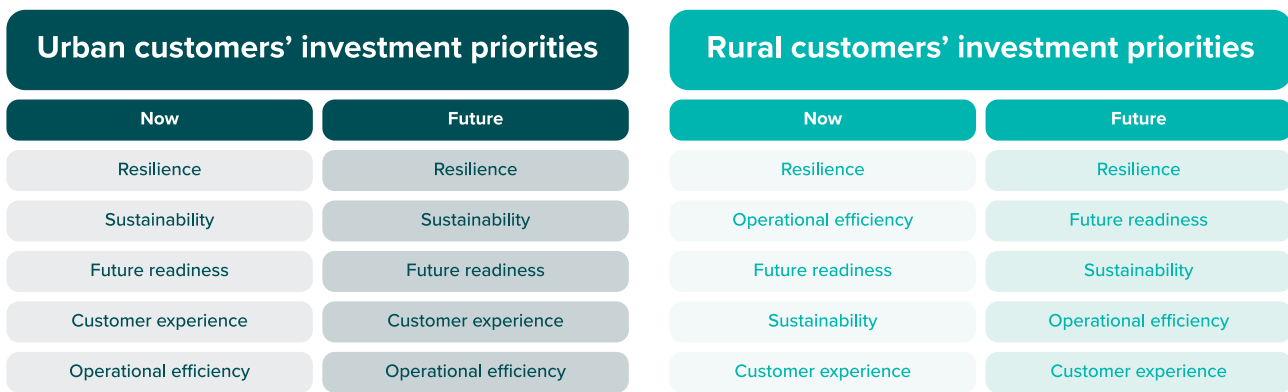 Urban customers’ investment priorities
Now Future
Resilience Resilience
Sustainability Sustainability
Future readiness Future readiness
Customer experience Customer experience
Operational efficiency Operational efficiency
Rural customers’ investment priorities
Now Future
Resilience Resilience
Operational efficiency Future readiness
Future readiness Sustainability
Sustainability Operational efficiency
Customer experience Customer experience